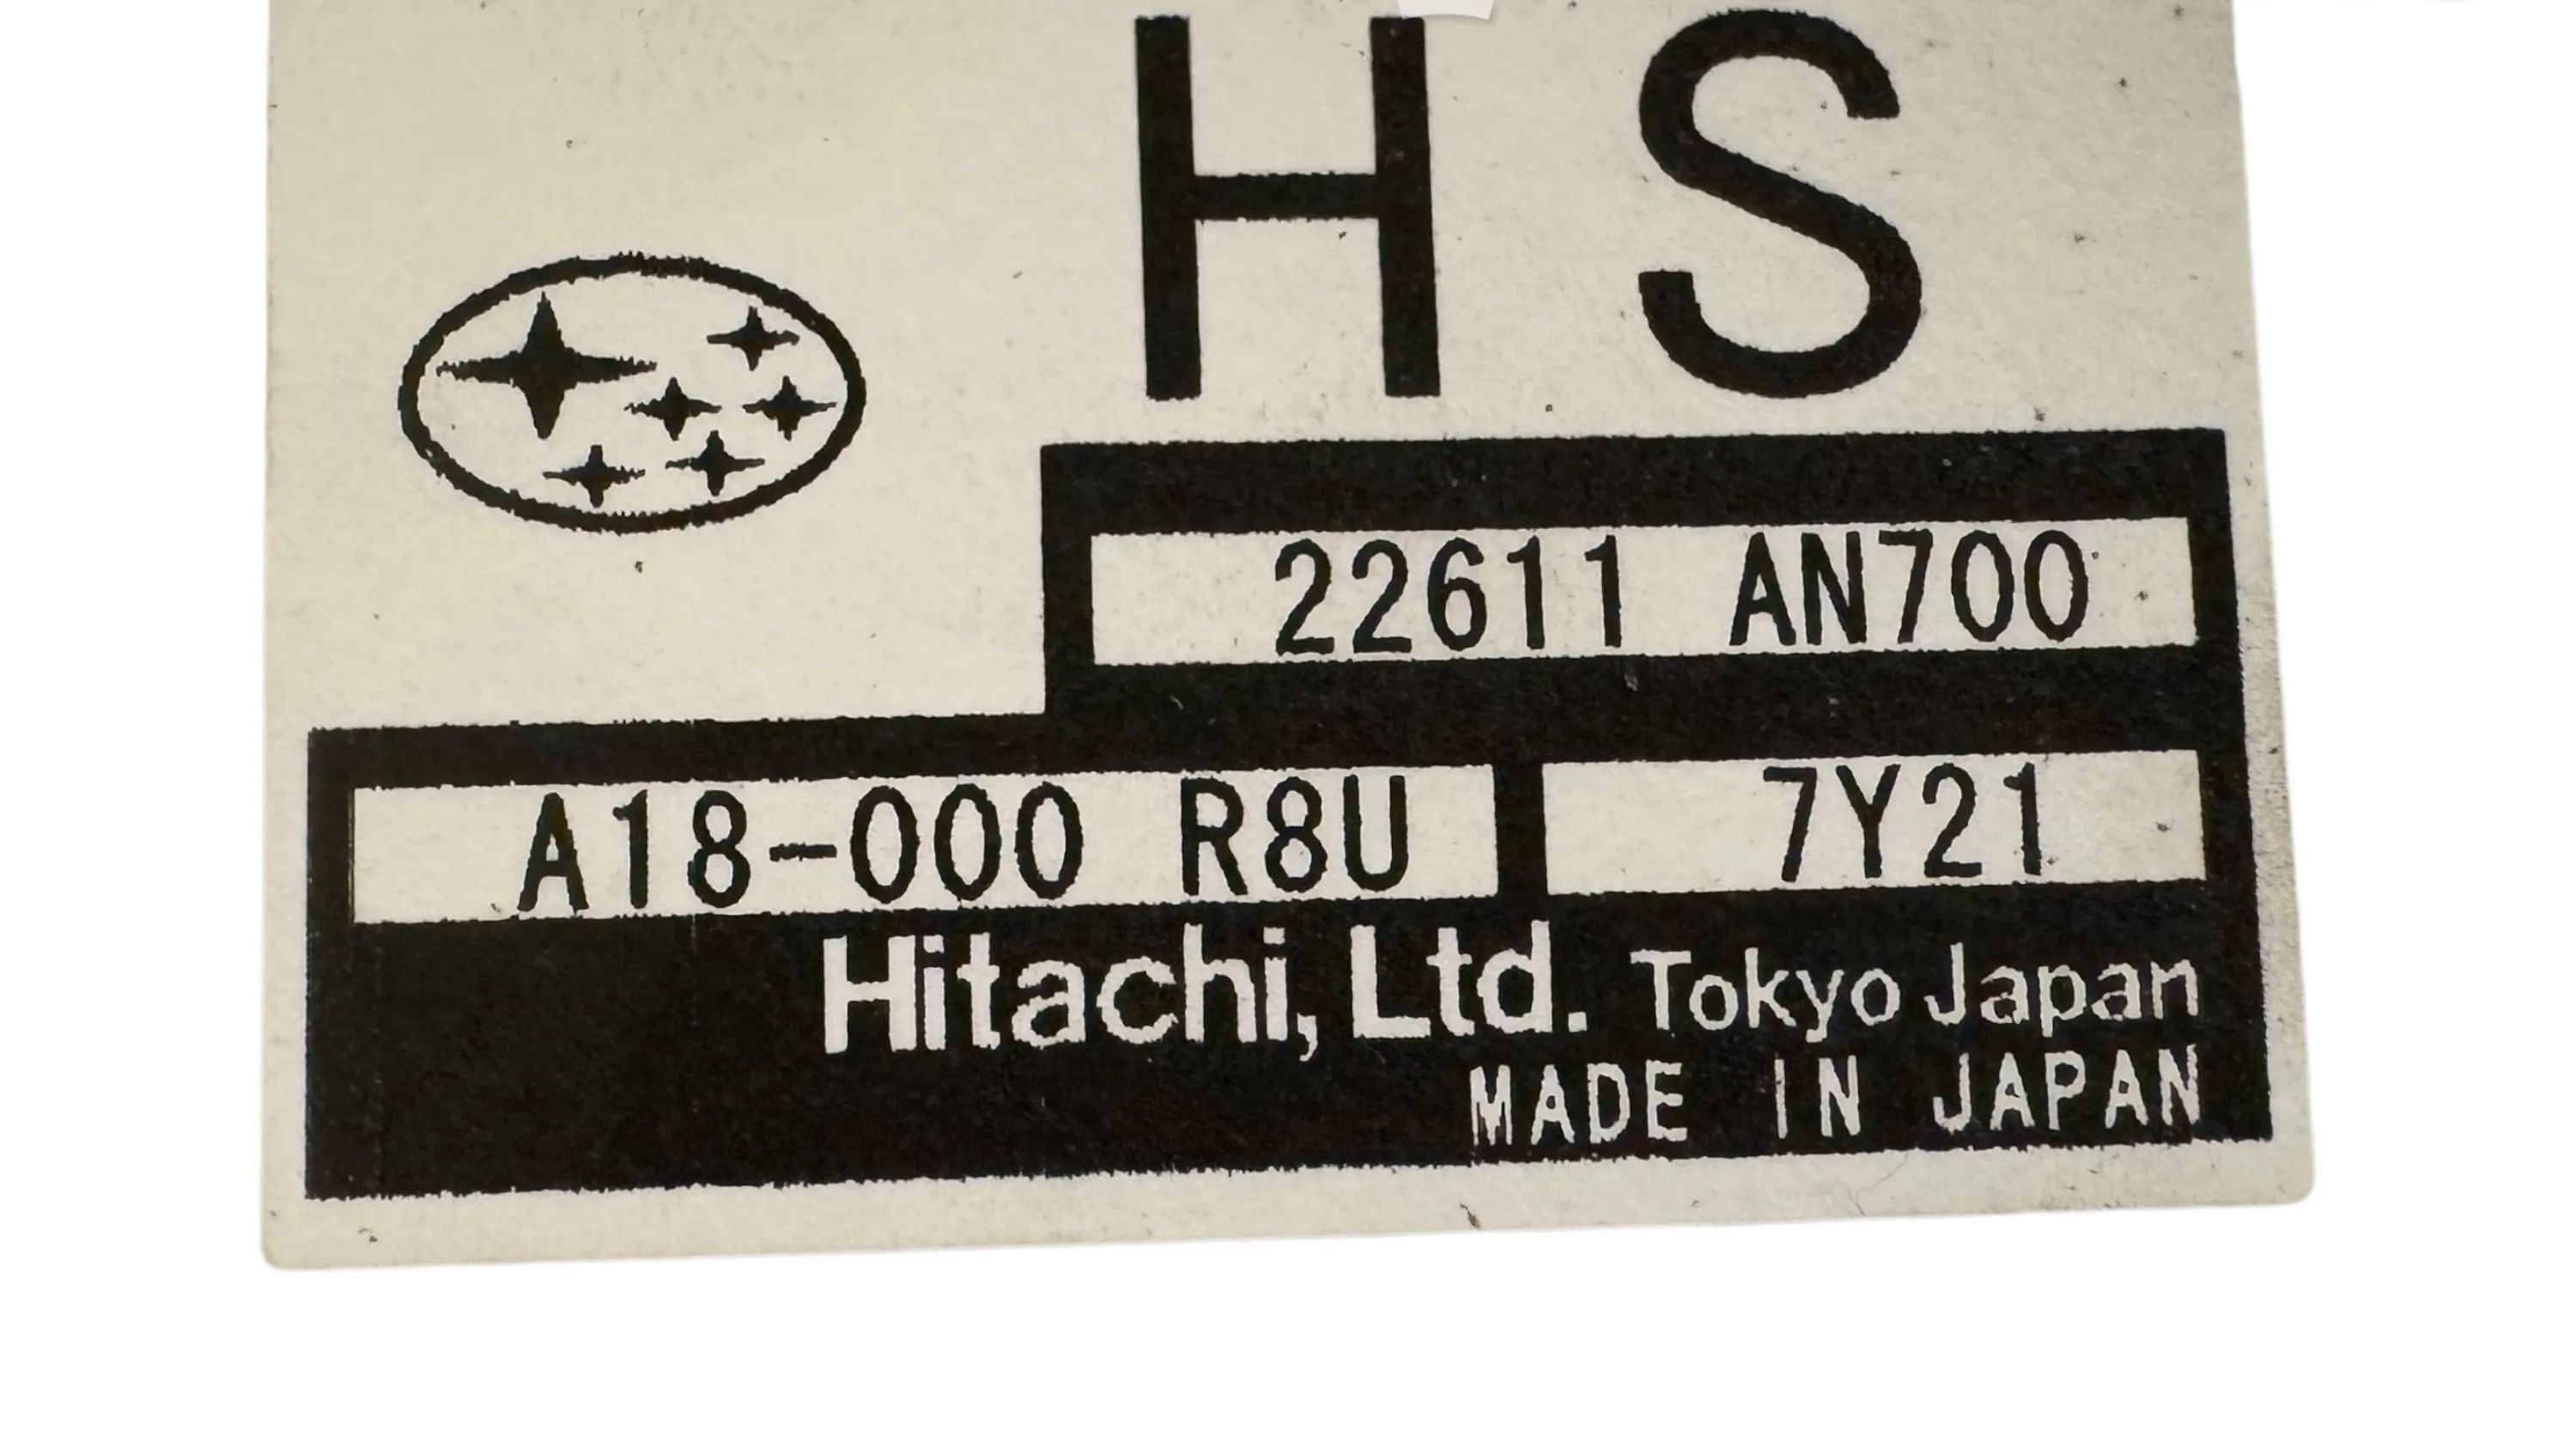 HS
22611 AN700
A18-000 R8U 7Y21
Hitachi, Ltd. Tokyo Japan
MADE IN JAPAN